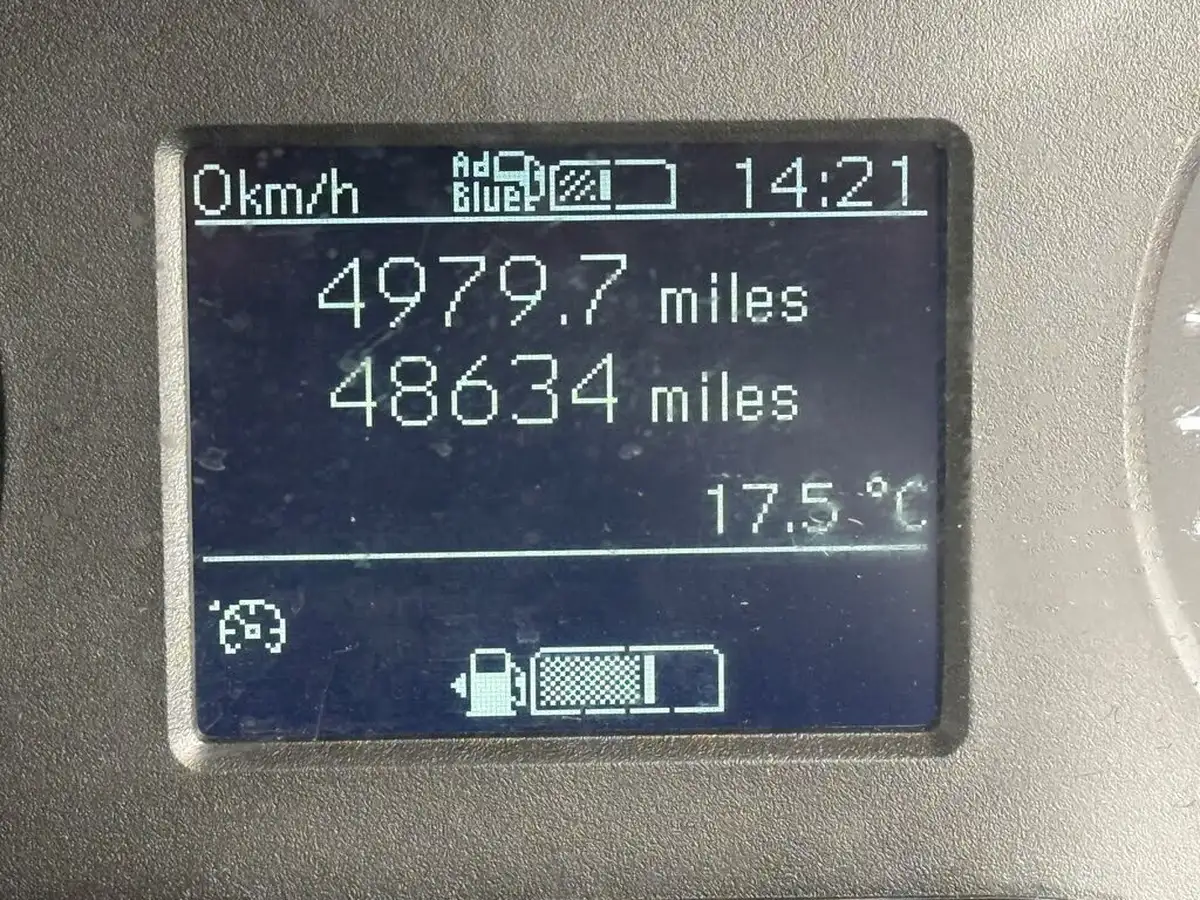 0km/h Ad Blue 14:21
4979.7 miles
48634 miles
17.5 °C